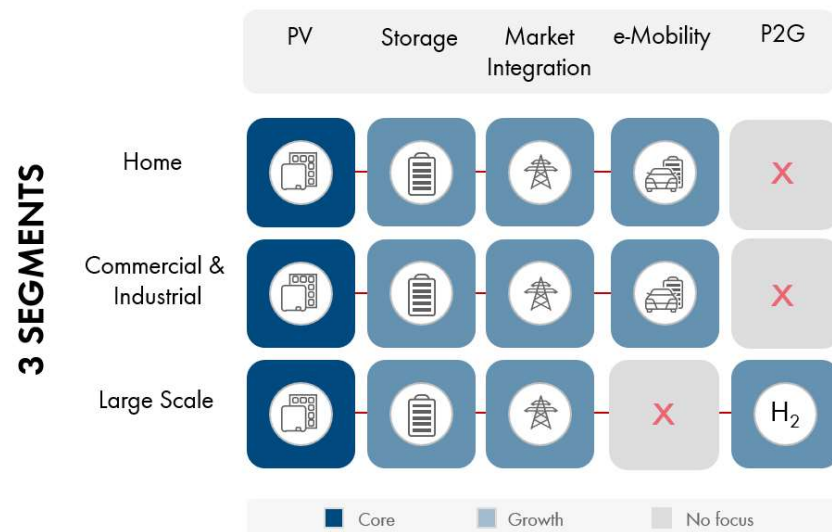 PV
Storage
Market
Integration
e-Mobility
P2G
3 SEGMENTS
Home
X
Commercial &
Industrial
X
Large Scale
X
H₂
Core
Growth
No focus